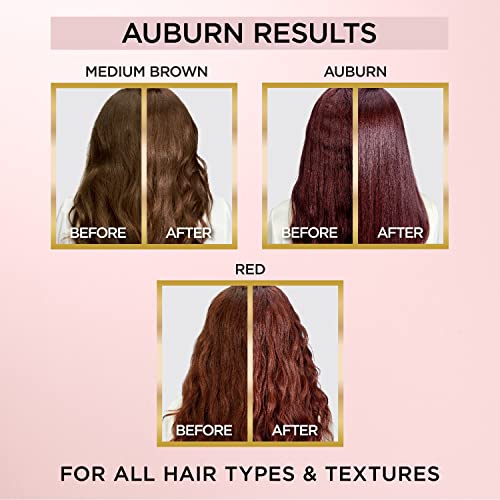 AUBURN RESULTS
MEDIUM BROWN
AUBURN
BEFORE AFTER
BEFORE AFTER
RED
BEFORE AFTER
FOR ALL HAIR TYPES & TEXTURES